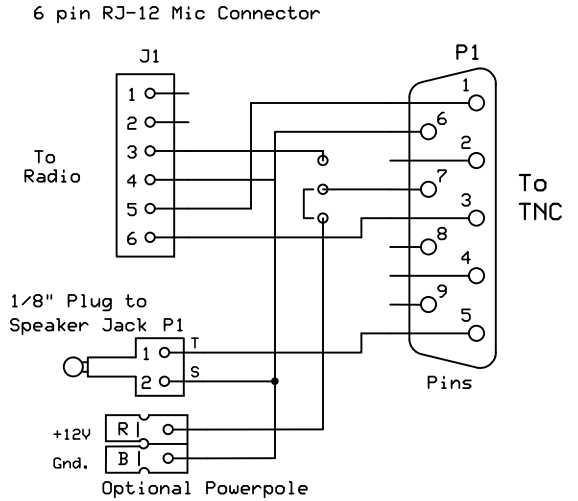 6 pin RJ-12 Mic Connector
J1
P1
1
2
3
4
5
6
To
Radio
1
6
2
7
3
8
4
9
5
To
TNC
Pins
1/8" Plug to
Speaker Jack P1
1 T
2 S
+12V R
Gnd. B
Optional Powerpole